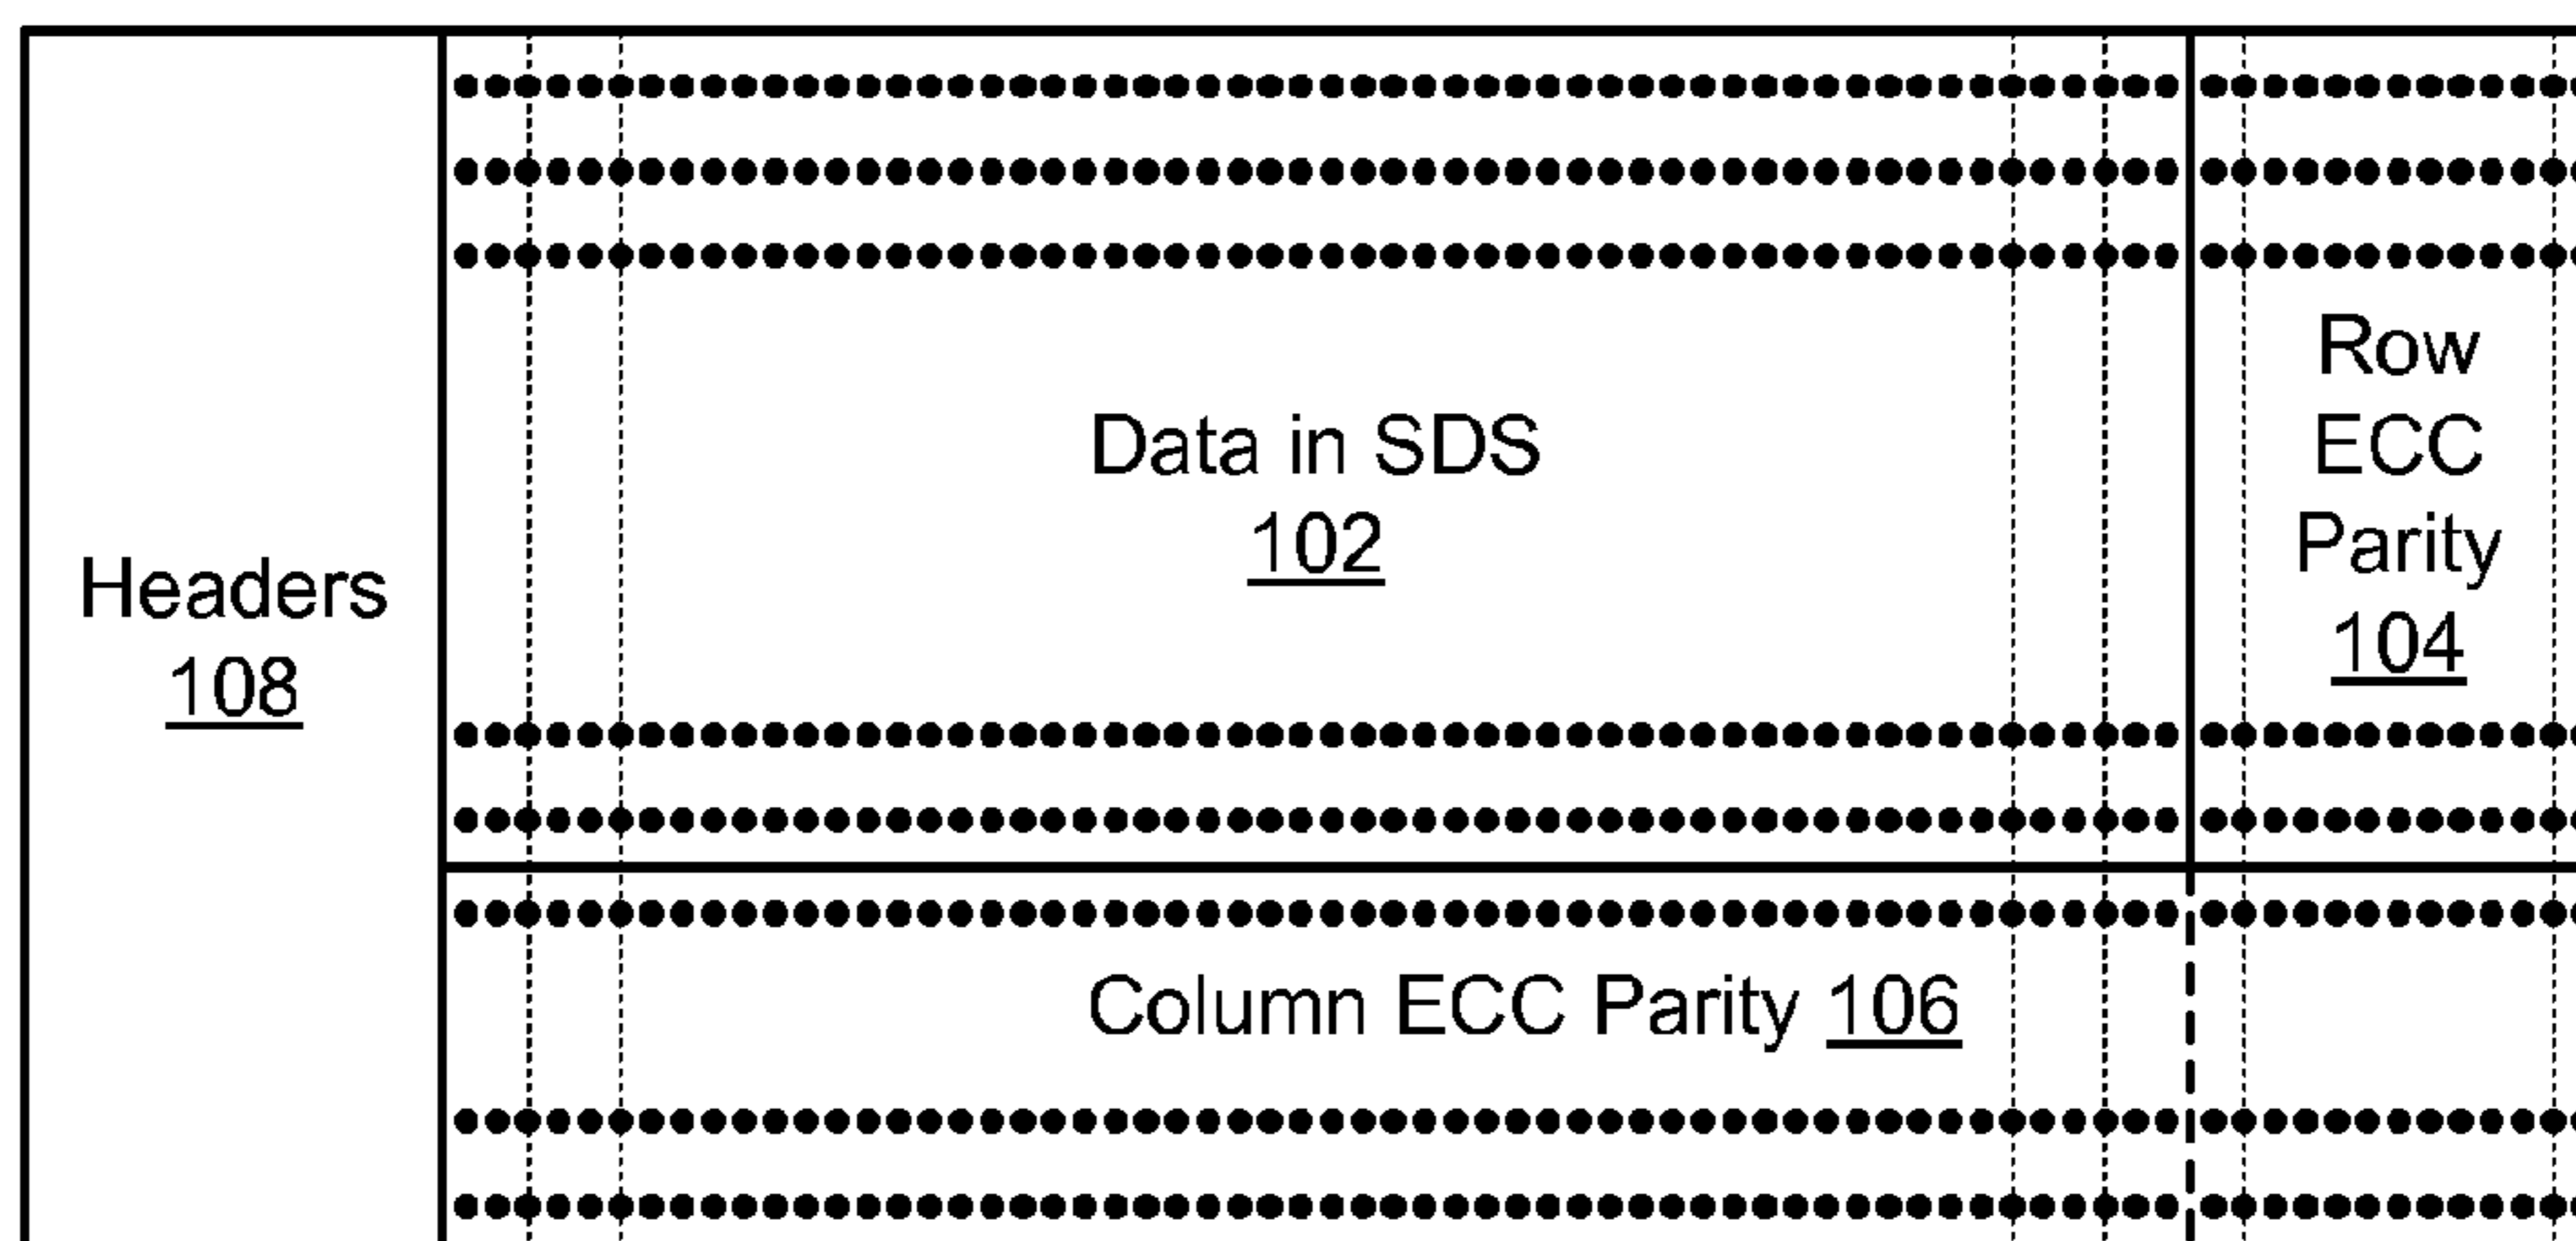 Headers
108
Data in SDS
102
Row
ECC
Parity
104
Column ECC Parity 106